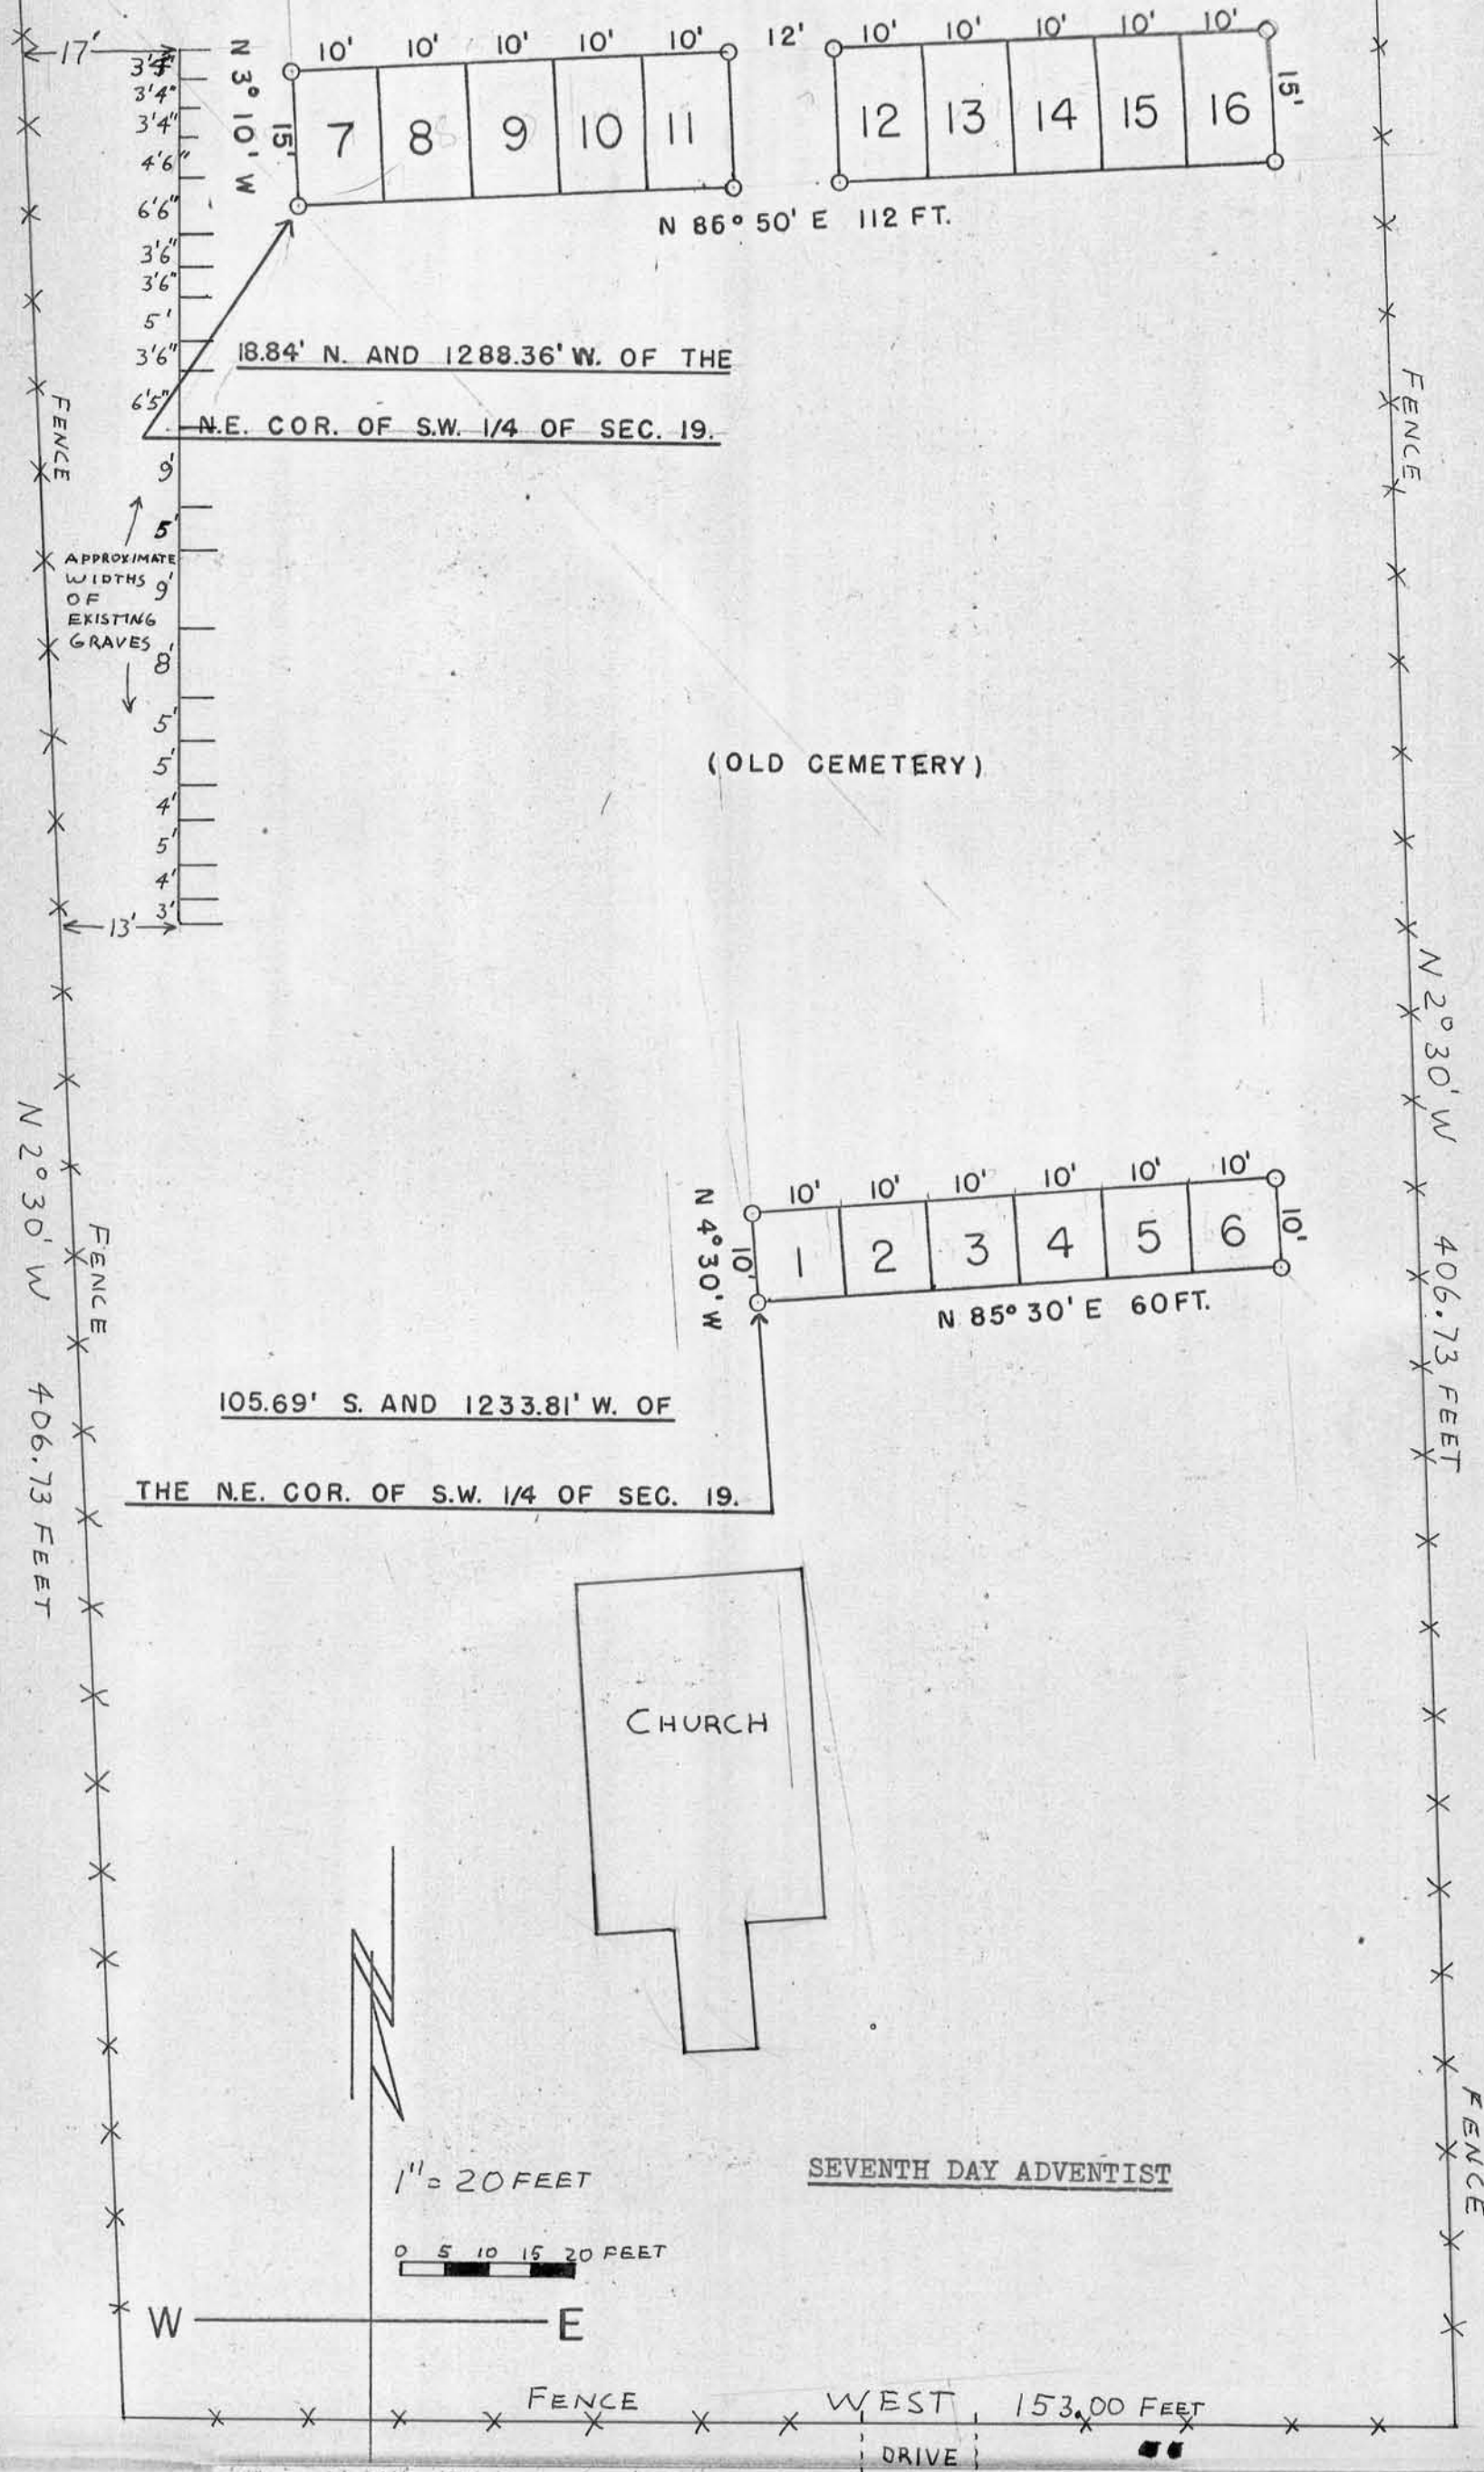 17'
3'4"
3'4"
3'4"
4'6"
6'6"
3'6"
3'6"
5'
3'6"
6'5"
9'
5'
9'
8'
5'
5'
4'
5'
4'
3'
13'
APPROXIMATE
WIDTHS
OF
EXISTING
GRAVES
N 3° 10' W
15'
10' 10' 10' 10' 10' 12' 10' 10' 10' 10' 10'
7 8 9 10 11 12 13 14 15 16
15'
N 86° 50' E 112 FT.
18.84' N. AND 1288.36' W. OF THE
N.E. COR. OF S.W. 1/4 OF SEC. 19.
FENCE
FENCE
(OLD CEMETERY)
N 2° 30' W 406.73 FEET
N 2° 30' W 406.73 FEET
FENCE
N 4° 30' W
10'
10' 10' 10' 10' 10' 10'
1 2 3 4 5 6
10'
N 85° 30' E 60 FT.
105.69' S. AND 1233.81' W. OF
THE N.E. COR. OF S.W. 1/4 OF SEC. 19.
CHURCH
N
1" = 20 FEET
0 5 10 15 20 FEET
SEVENTH DAY ADVENTIST
FENCE
W E
FENCE WEST 153.00 FEET
DRIVE